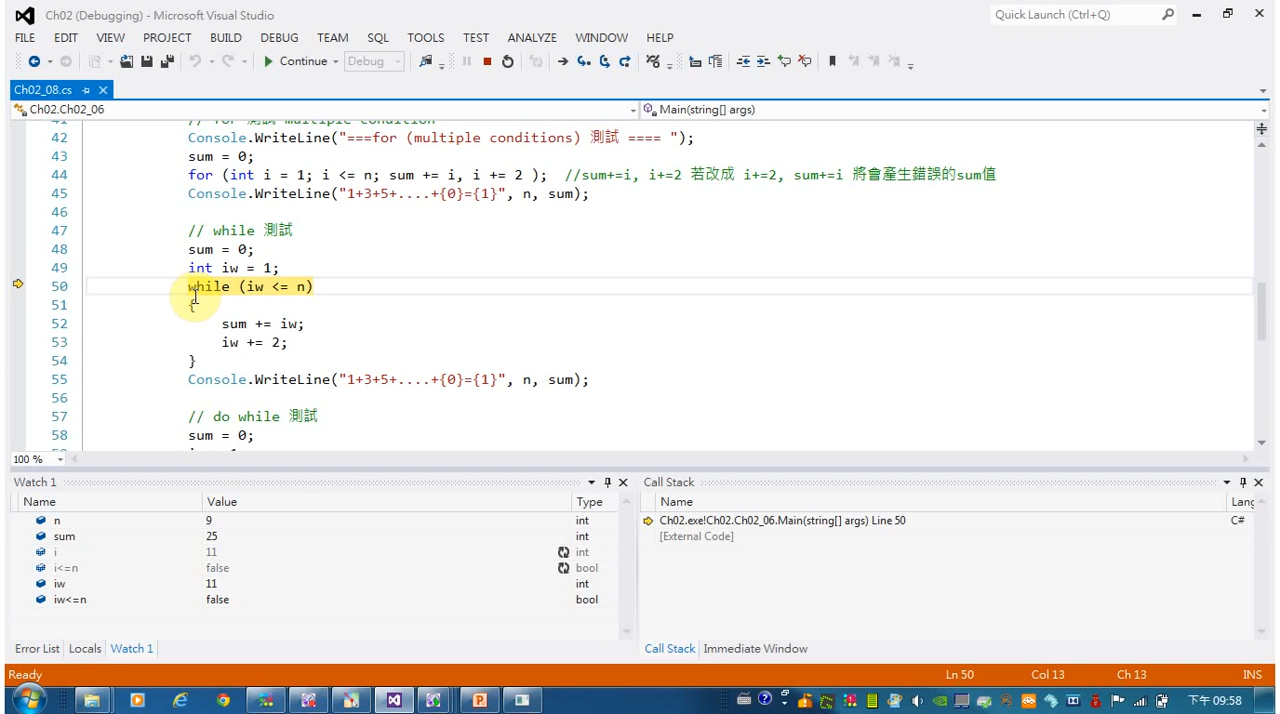 Ch02 (Debugging) - Microsoft Visual Studio
Quick Launch (Ctrl+Q)
FILE EDIT VIEW PROJECT BUILD DEBUG TEAM SQL TOOLS TEST ANALYZE WINDOW HELP
Continue Debug
Ch02_08.cs
Ch02.Ch02_06 Main(string[] args)
41 // for 測試 multiple condition
42 Console.WriteLine("===for (multiple conditions) 測試 ==== ");
43 sum = 0;
44 for (int i = 1; i <= n; sum += i, i += 2 ); //sum+=i, i+=2 若改成 i+=2, sum+=i 將會產生錯誤的sum值
45 Console.WriteLine("1+3+5+....+{0}={1}", n, sum);
46
47 // while 測試
48 sum = 0;
49 int iw = 1;
50 while (iw <= n)
51 {
52 sum += iw;
53 iw += 2;
54 }
55 Console.WriteLine("1+3+5+....+{0}={1}", n, sum);
56
57 // do while 測試
58 sum = 0;
100 %
Watch 1
Name Value Type
n 9 int
sum 25 int
i 11 int
i<=n false bool
iw 11 int
iw<=n false bool
Error List Locals Watch 1
Call Stack
Name Lang
Ch02.exe!Ch02.Ch02_06.Main(string[] args) Line 50 C#
[External Code]
Call Stack Immediate Window
Ready Ln 50 Col 13 Ch 13 INS
下午 09:58